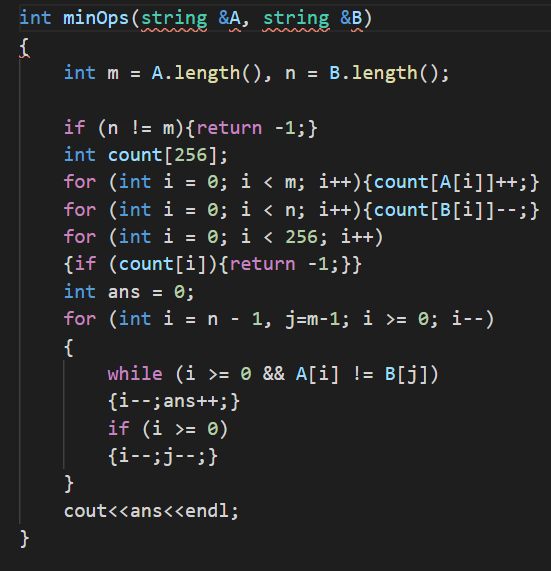 int minOps(string &A, string &B)
{
    int m = A.length(), n = B.length();

    if (n != m){return -1;}
    int count[256];
    for (int i = 0; i < m; i++){count[A[i]]++;}
    for (int i = 0; i < n; i++){count[B[i]]--;}
    for (int i = 0; i < 256; i++)
    {if (count[i]){return -1;}}
    int ans = 0;
    for (int i = n - 1, j=m-1; i >= 0; i--)
    {
        while (i >= 0 && A[i] != B[j])
        {i--;ans++;}
        if (i >= 0)
        {i--;j--;}
    }
    cout<<ans<<endl;
}